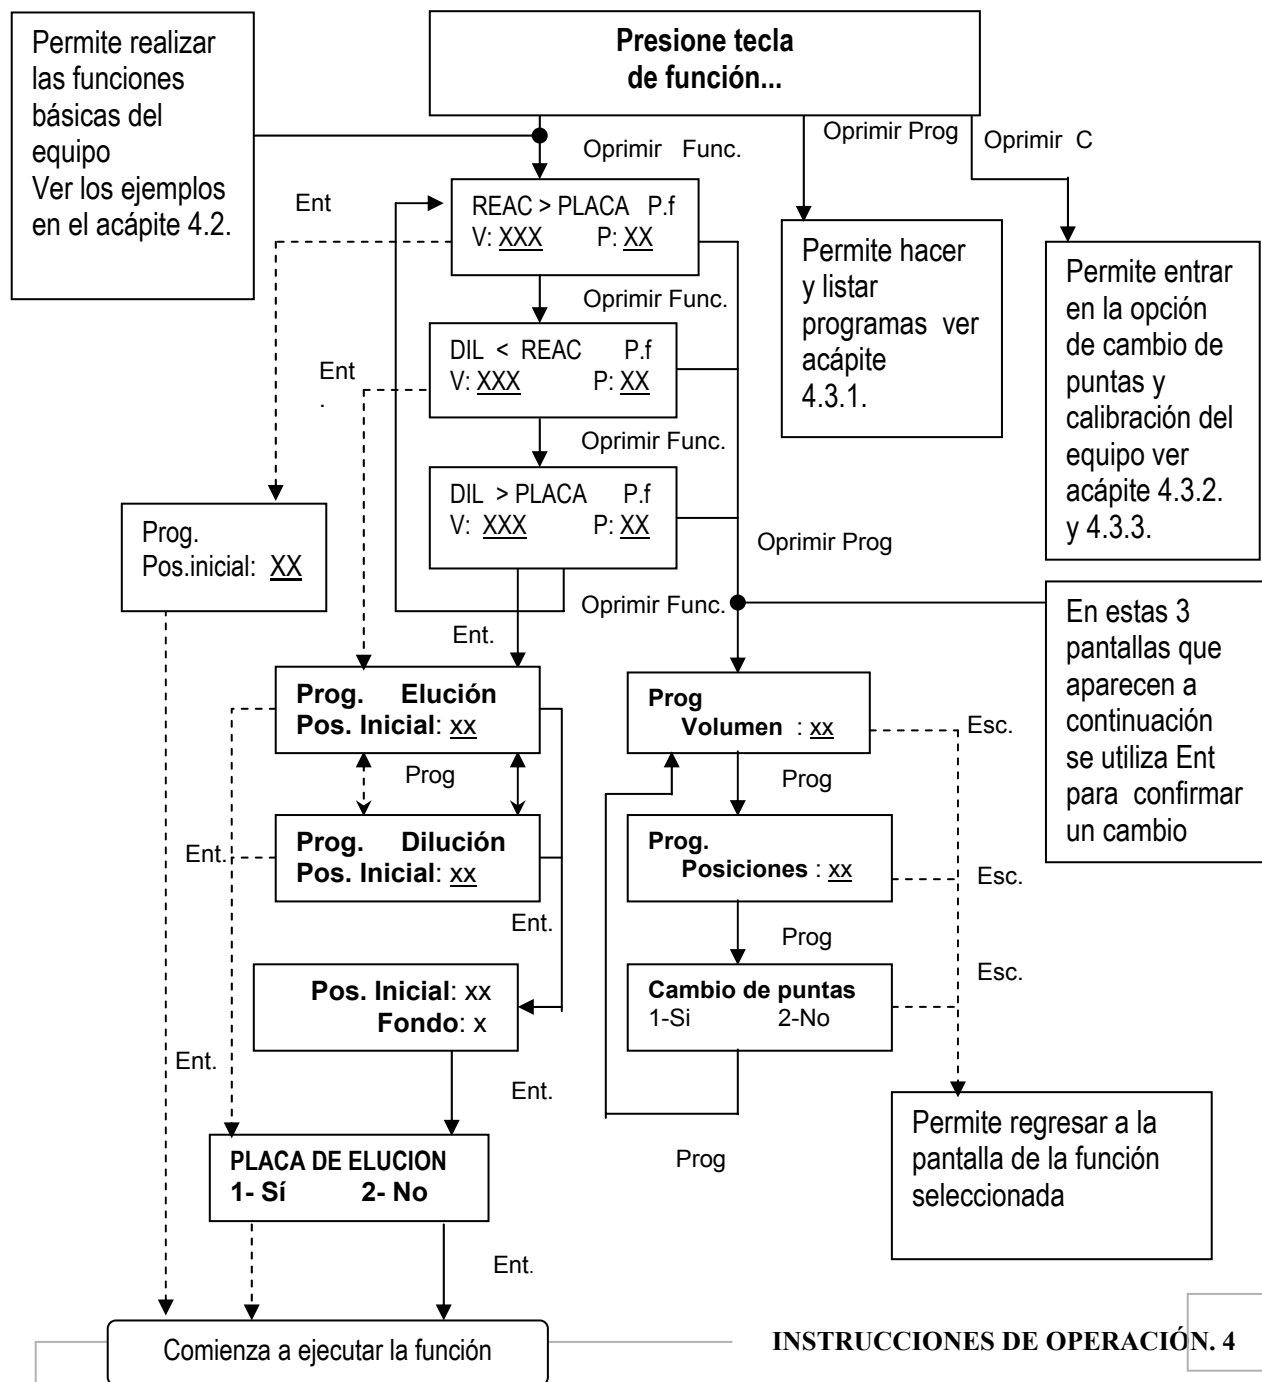 Permite realizar
las funciones
básicas del
equipo
Ver los ejemplos
en el acápite 4.2.
Presione tecla
de función...
Oprimir Func.
Oprimir Prog
Oprimir C
Ent
REAC > PLACA P.f
V: XXX P: XX
Permite hacer
y listar
programas ver
acápite
4.3.1.
Permite entrar
en la opción
de cambio de
puntas y
calibración del
equipo ver
acápite 4.3.2.
y 4.3.3.
Oprimir Func.
DIL < REAC P.f
V: XXX P: XX
Ent
.
Oprimir Func.
DIL > PLACA P.f
V: XXX P: XX
Prog.
Pos.inicial: XX
Oprimir Prog
Oprimir Func.
Ent.
En estas 3
pantallas que
aparecen a
continuación
se utiliza Ent
para confirmar
un cambio
Prog. Elución
Pos. Inicial: xx
Prog
Volumen : xx
Esc.
Prog
Prog
Prog. Dilución
Pos. Inicial: xx
Ent.
Prog.
Posiciones : xx
Esc.
Ent.
Prog
Esc.
Pos. Inicial: xx
Fondo: x
Cambio de puntas
1-Si 2-No
Ent.
Ent.
Prog
PLACA DE ELUCION
1- Sí 2- No
Permite regresar a la
pantalla de la función
seleccionada
Ent.
Comienza a ejecutar la función
INSTRUCCIONES DE OPERACIÓN. 4